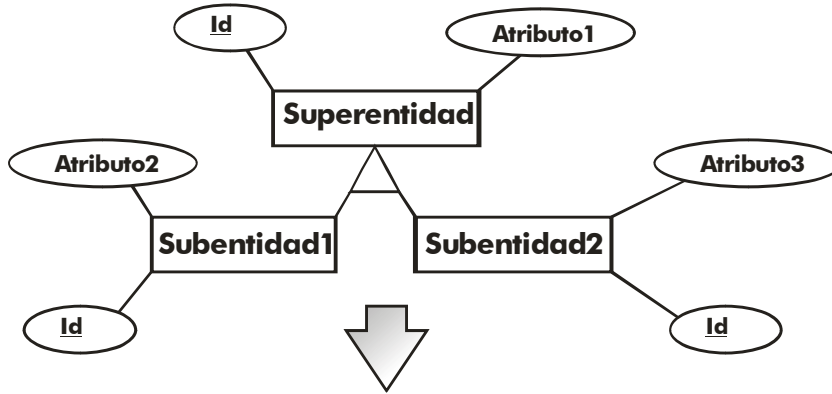 Id
Atributo1
Superentidad
Atributo2
Atributo3
Subentidad1
Subentidad2
Id
Id